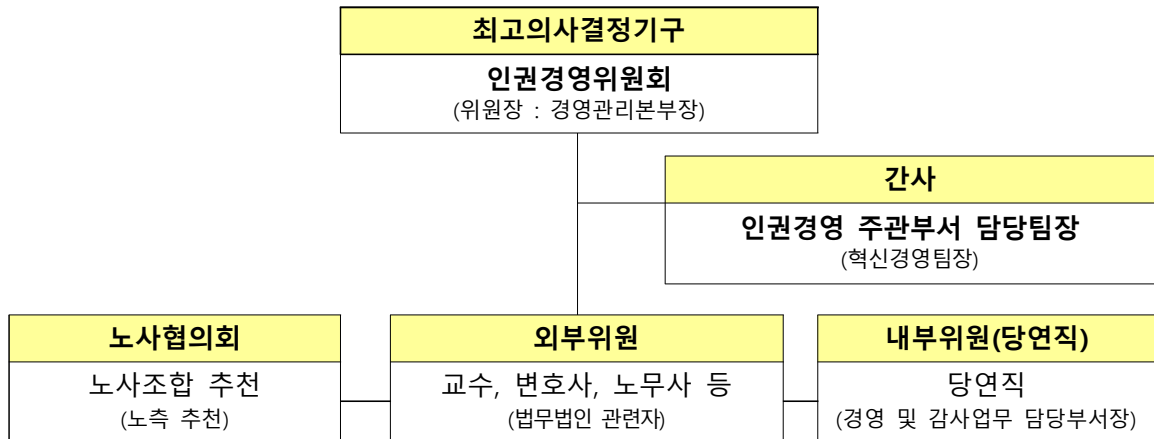 최고의사결정기구
인권경영위원회
(위원장 : 경영관리본부장)
간사
인권경영 주관부서 담당팀장
(혁신경영팀장)
노사협의회
노사조합 추천
(노측 추천)
외부위원
교수, 변호사, 노무사 등
(법무법인 관련자)
내부위원(당연직)
당연직
(경영 및 감사업무 담당부서장)